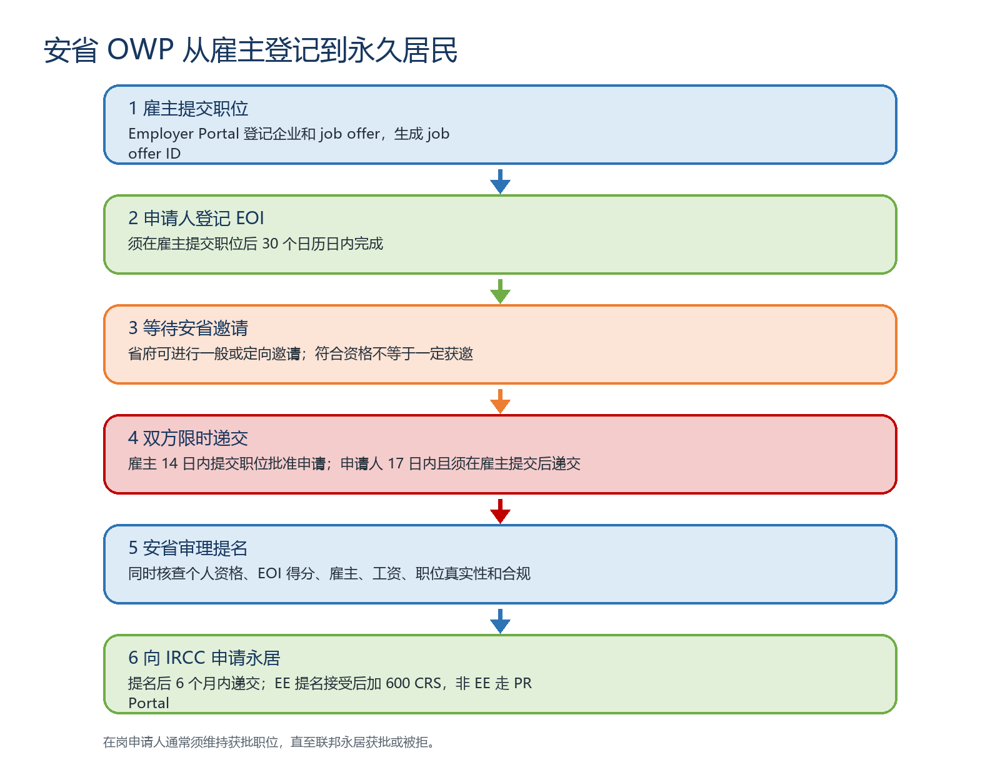 安省 OWP 从雇主登记到永久居民
1 雇主提交职位
Employer Portal 登记企业和 job offer，生成 job
offer ID
2 申请人登记 EOI
须在雇主提交职位后 30 个日历日内完成
3 等待安省邀请
省府可进行一般或定向邀请；符合资格不等于一定获邀
4 双方限时递交
雇主 14 日内提交职位批准申请；申请人 17 日内且须在雇主提交后递交
5 安省审理提名
同时核查个人资格、EOI 得分、雇主、工资、职位真实性和合规
6 向 IRCC 申请永居
提名后 6 个月内递交；EE 提名接受后加 600 CRS，非 EE 走 PR
Portal
在岗申请人通常须维持获批职位，直至联邦永居获批或被拒。